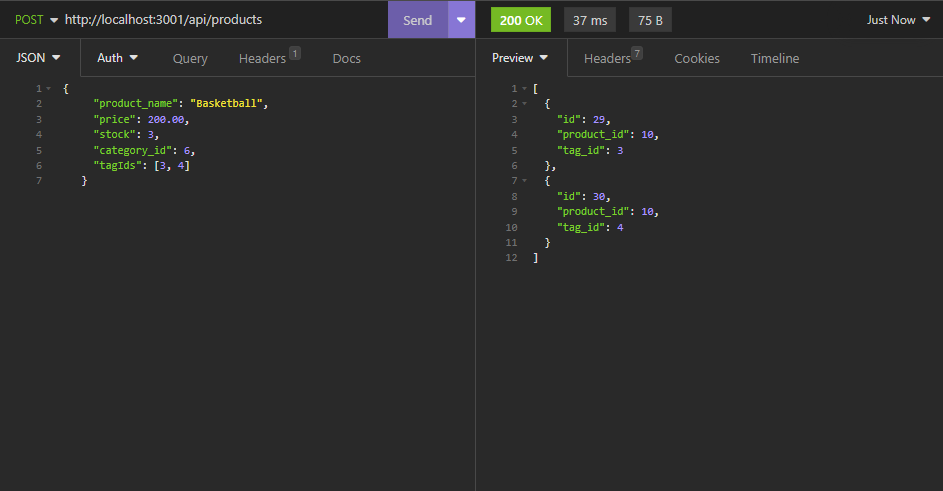 POST http://localhost:3001/api/products Send 200 OK 37 ms 75 B Just Now
JSON Auth Query Headers 1 Docs Preview Headers 7 Cookies Timeline
1 {
2 "product_name": "Basketball",
3 "price": 200.00,
4 "stock": 3,
5 "category_id": 6,
6 "tagIds": [3, 4]
7 }
1 [
2 {
3 "id": 29,
4 "product_id": 10,
5 "tag_id": 3
6 },
7 {
8 "id": 30,
9 "product_id": 10,
10 "tag_id": 4
11 }
12 ]